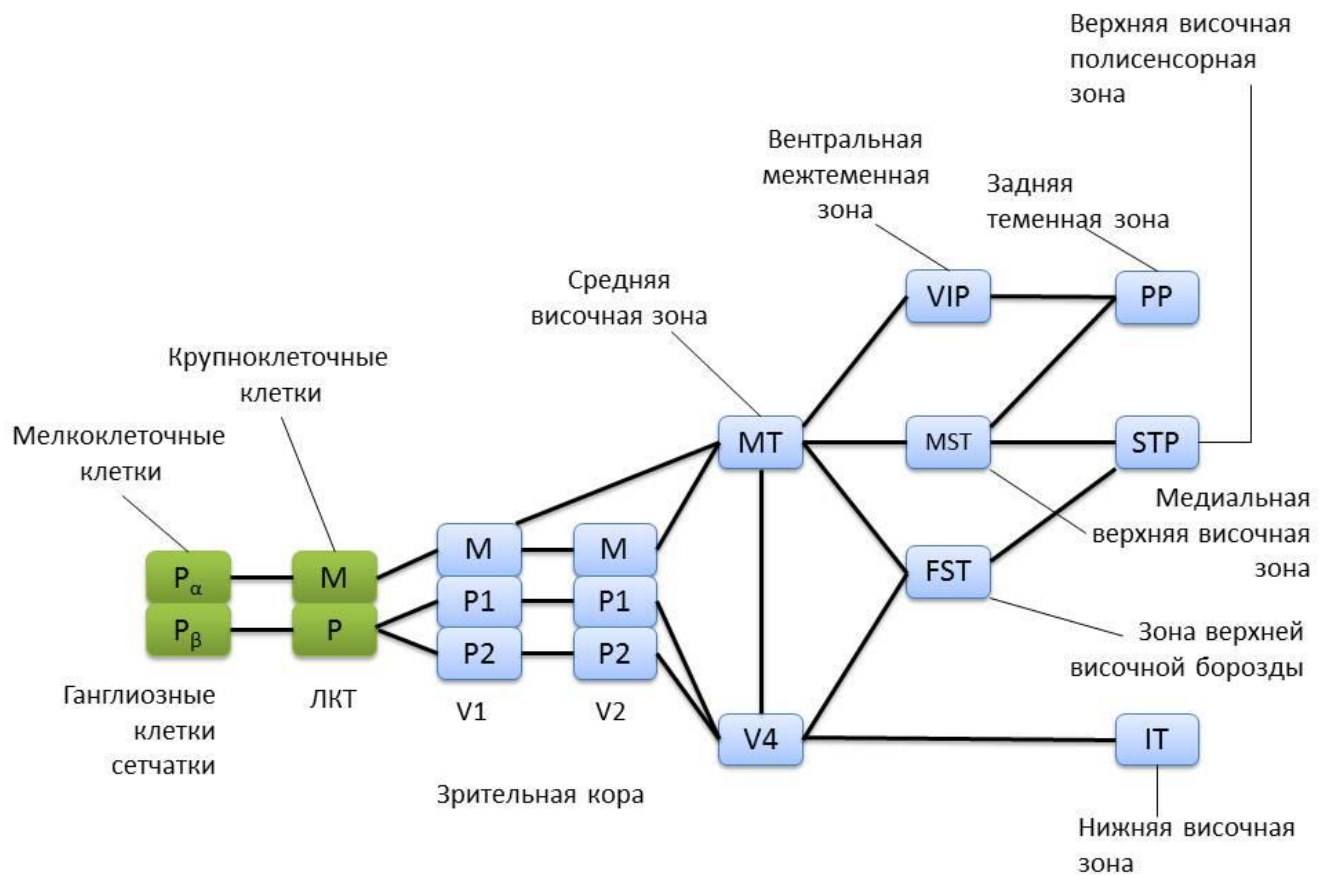 Верхняя височная
полисенсорная
зона
Вентральная
межтеменная
зона
Задняя
теменная зона
Средняя
височная зона
VIP
PP
Крупноклеточные
клетки
Мелкоклеточные
клетки
MT
MST
STP
Медиальная
верхняя височная
зона
Pα
M
M
M
FST
Pβ
P
P1
P1
P2
P2
Зона верхней
височной борозды
Ганглиозные
клетки
сетчатки
ЛКТ
V1
V2
V4
IT
Зрительная кора
Нижняя височная
зона